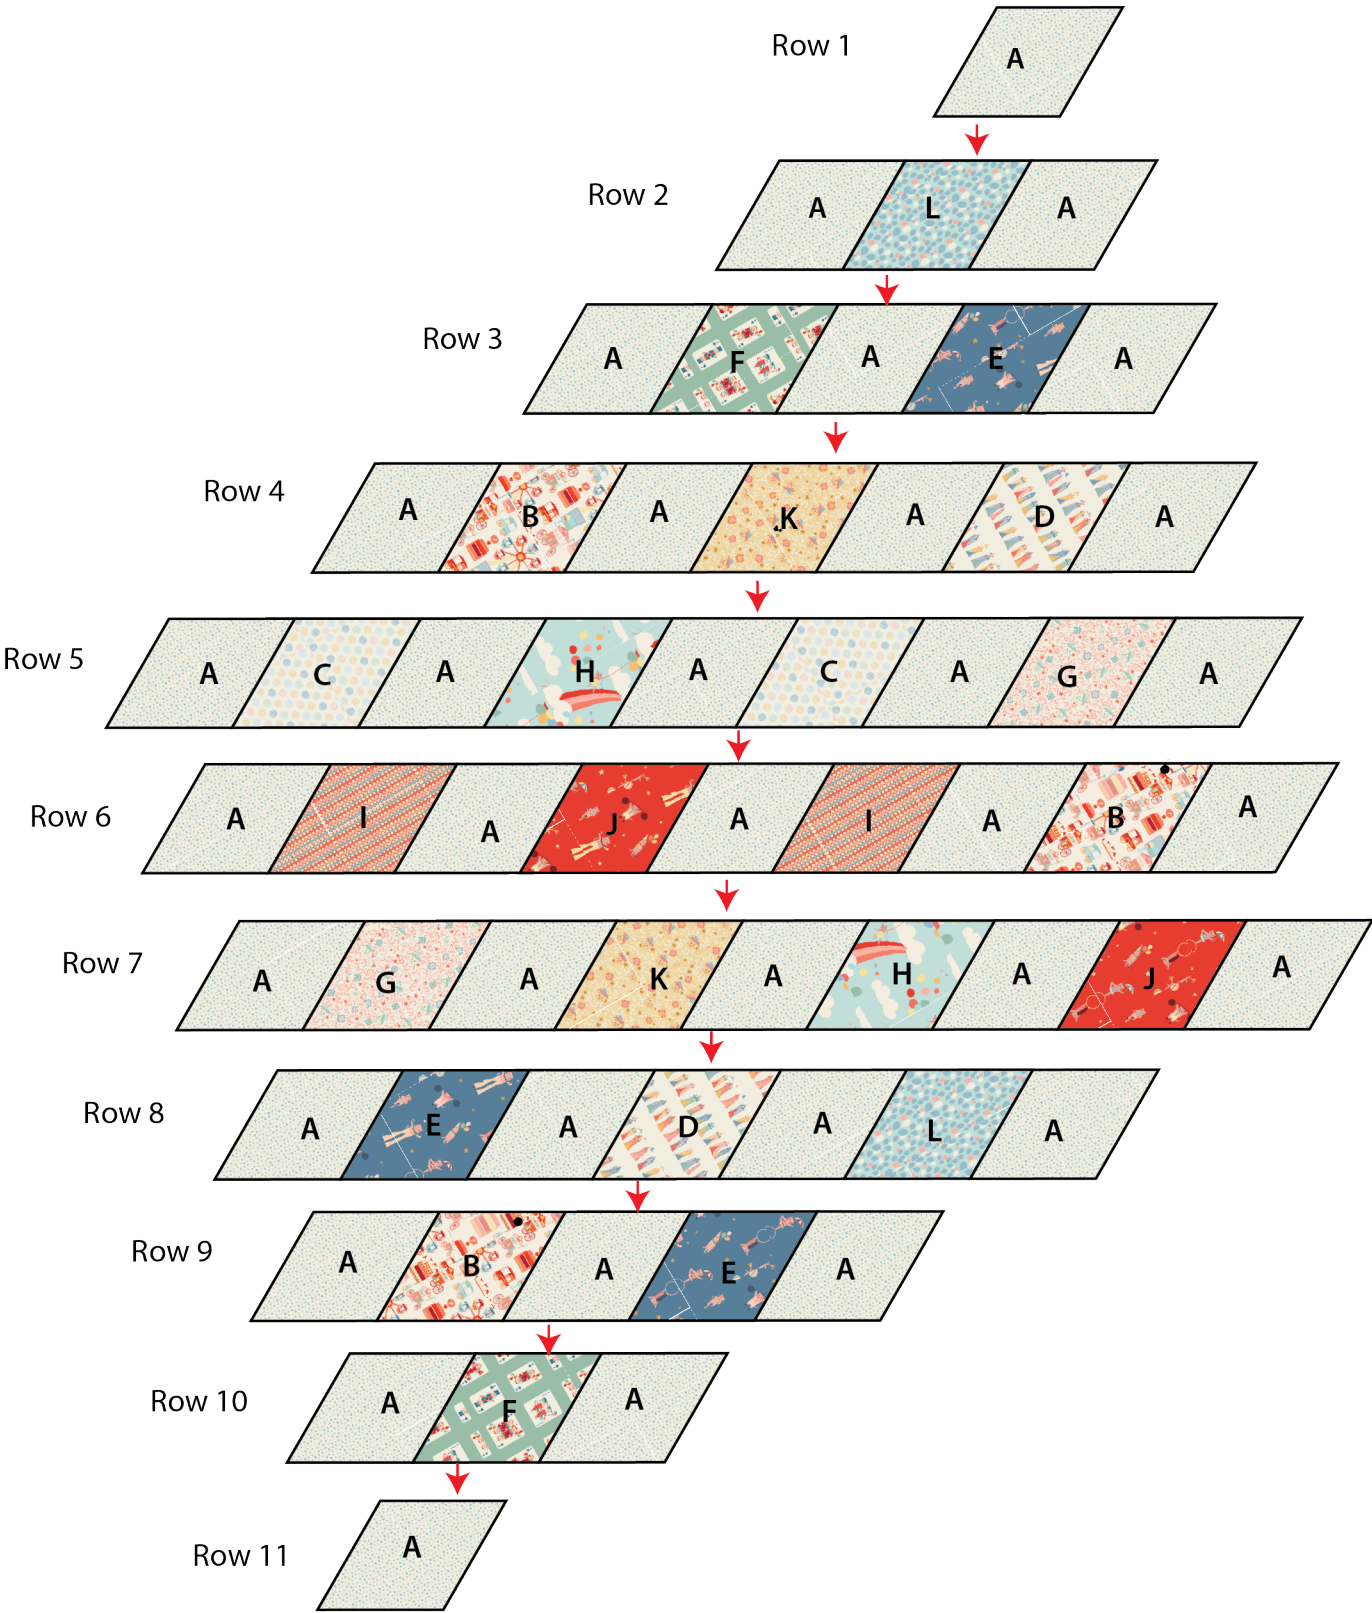 Row 1 A
Row 2 A L A
Row 3 A F A E A
Row 4 A B A K A D A
Row 5 A C A H A C A G A
Row 6 A I A J A I A B A
Row 7 A G A K A H A J A
Row 8 A E A D A L A
Row 9 A B A E A
Row 10 A F A
Row 11 A